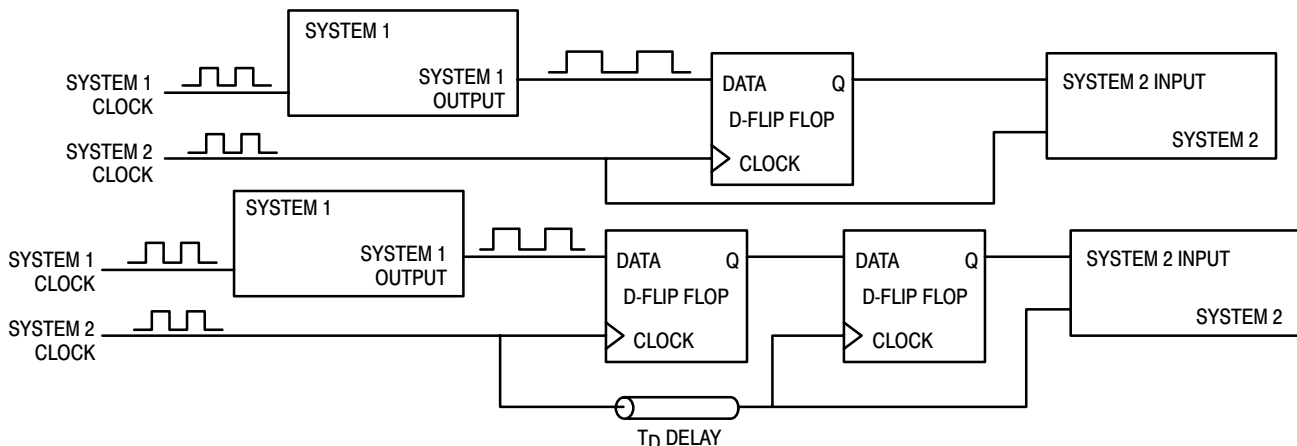 SYSTEM 1
SYSTEM 1
OUTPUT
SYSTEM 1
CLOCK
SYSTEM 2
CLOCK
DATA Q
D-FLIP FLOP
CLOCK
SYSTEM 2 INPUT
SYSTEM 2
SYSTEM 1
SYSTEM 1
OUTPUT
SYSTEM 1
CLOCK
SYSTEM 2
CLOCK
DATA Q
D-FLIP FLOP
CLOCK
DATA Q
D-FLIP FLOP
CLOCK
SYSTEM 2 INPUT
SYSTEM 2
TD DELAY